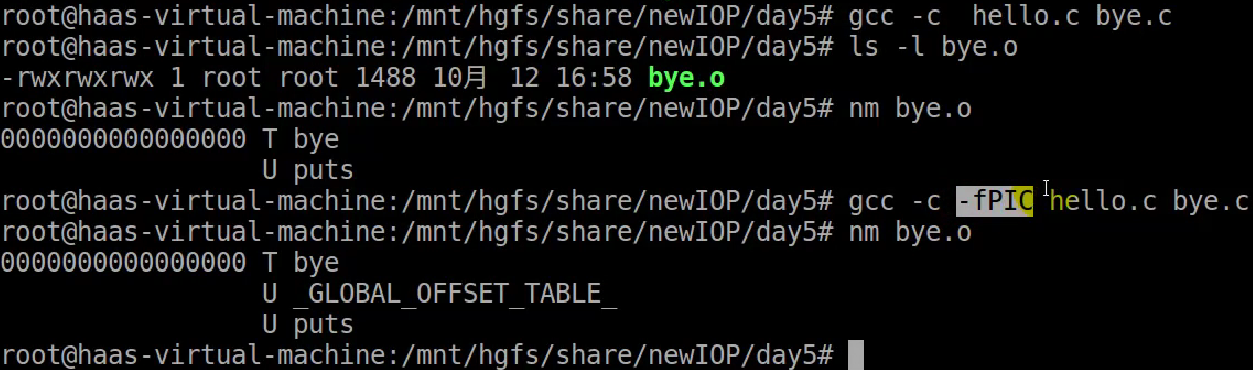 root@haas-virtual-machine:/mnt/hgfs/share/newIOP/day5# gcc -c  hello.c bye.c
root@haas-virtual-machine:/mnt/hgfs/share/newIOP/day5# ls -l bye.o
-rwxrwxrwx 1 root root 1488 10月 12 16:58 bye.o
root@haas-virtual-machine:/mnt/hgfs/share/newIOP/day5# nm bye.o
0000000000000000 T bye
                 U puts
root@haas-virtual-machine:/mnt/hgfs/share/newIOP/day5# gcc -c -fPIC hello.c bye.c
root@haas-virtual-machine:/mnt/hgfs/share/newIOP/day5# nm bye.o
0000000000000000 T bye
                 U _GLOBAL_OFFSET_TABLE_
                 U puts
root@haas-virtual-machine:/mnt/hgfs/share/newIOP/day5#